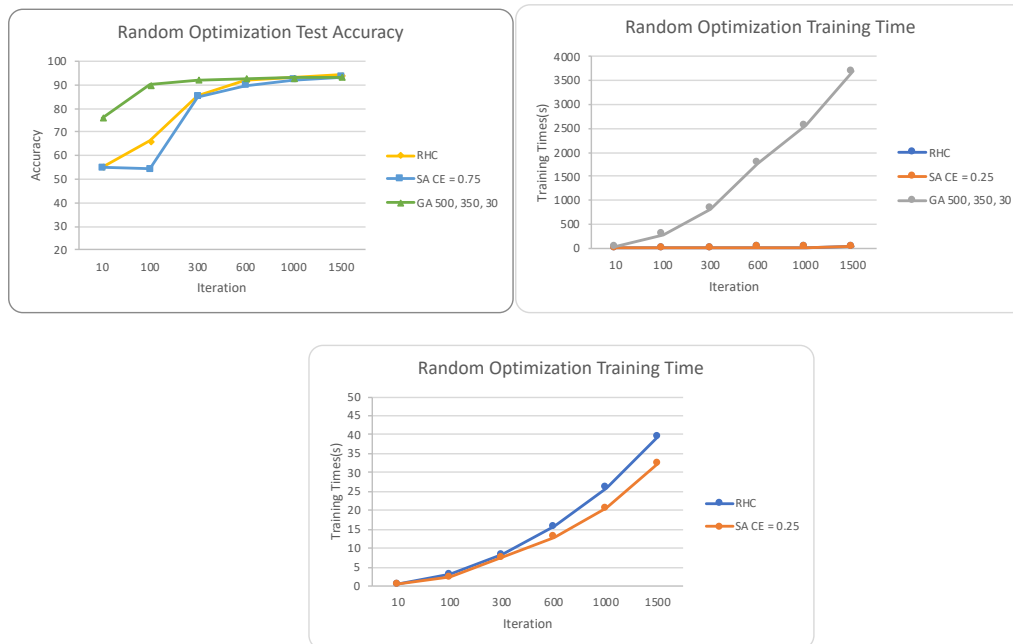 Random Optimization Test Accuracy
100
90
80
70
60
50
40
30
20
Accuracy
10 100 300 600 1000 1500
Iteration
RHC
SA CE = 0.75
GA 500, 350, 30
Random Optimization Training Time
4000
3500
3000
2500
2000
1500
1000
500
0
Training Times(s)
10 100 300 600 1000 1500
Iteration
RHC
SA CE = 0.25
GA 500, 350, 30
Random Optimization Training Time
50
45
40
35
30
25
20
15
10
5
0
Training Times(s)
10 100 300 600 1000 1500
Iteration
RHC
SA CE = 0.25